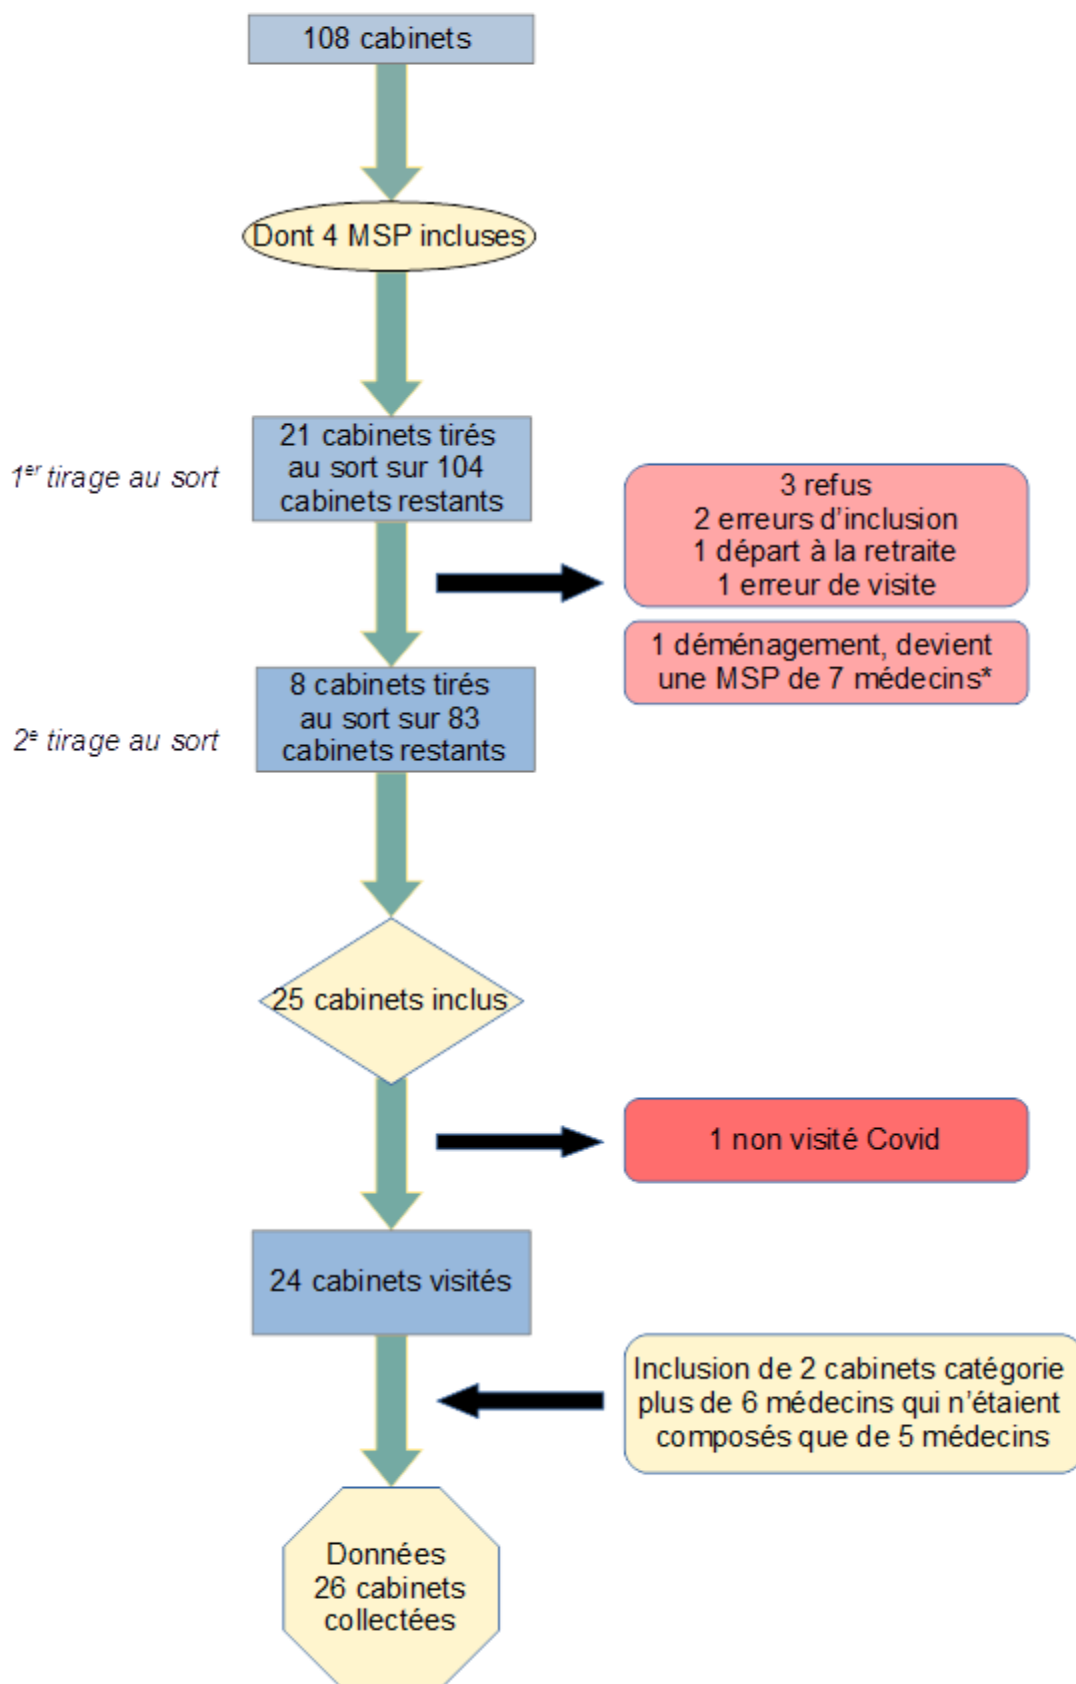 108 cabinets
Dont 4 MSP incluses
1er tirage au sort
21 cabinets tirés
au sort sur 104
cabinets restants
3 refus
2 erreurs d'inclusion
1 départ à la retraite
1 erreur de visite
1 déménagement, devient
une MSP de 7 médecins*
2e tirage au sort
8 cabinets tirés
au sort sur 83
cabinets restants
25 cabinets inclus
1 non visité Covid
24 cabinets visités
Inclusion de 2 cabinets catégorie
plus de 6 médecins qui n'étaient
composés que de 5 médecins
Données
26 cabinets
collectées